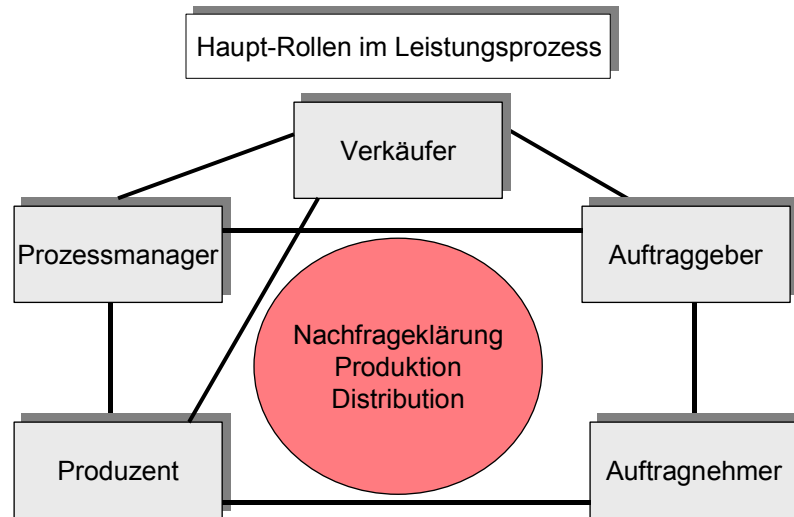 Haupt-Rollen im Leistungsprozess
Verkäufer
Prozessmanager
Auftraggeber
Nachfrageklärung
Produktion
Distribution
Produzent
Auftragnehmer